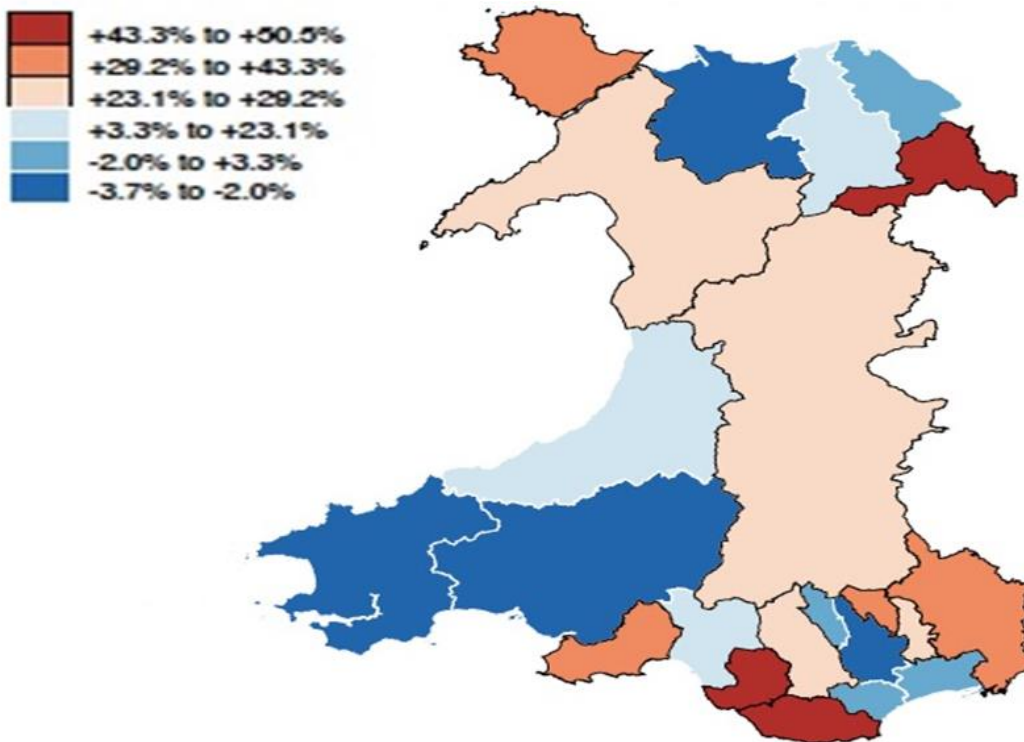 +43.3% to +50.5%
+29.2% to +43.3%
+23.1% to +29.2%
+3.3% to +23.1%
-2.0% to +3.3%
-3.7% to -2.0%